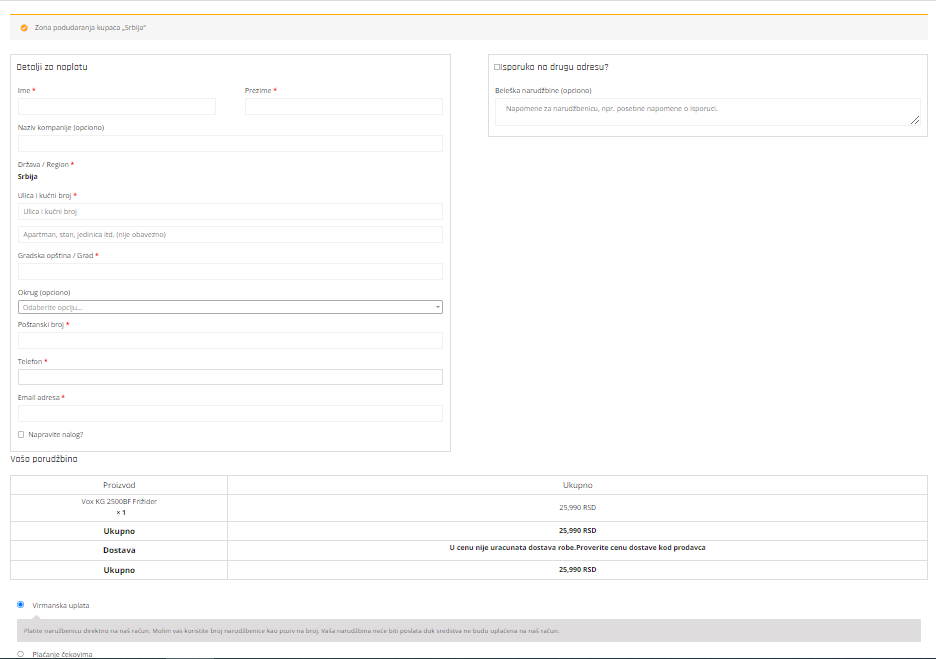 Zona podudaranja kupaca „Srbija“
Detalji za naplatu
Ime *
Prezime *
Naziv kompanije (opciono)
Država / Region *
Srbija
Ulica i kućni broj *
Ulica i kućni broj
Apartman, stan, jedinica itd. (nije obavezno)
Gradska opština / Grad *
Okrug (opciono)
Odaberite opciju...
Poštanski broj *
Telefon *
Email adresa *
Napravite nalog?
Isporuka na drugu adresu?
Beleška narudžbine (opciono)
Napomene za narudžbenicu, npr. posebne napomene o isporuci.
Vaša porudžbina
Proizvod Ukupno
Vox KG 2500BF Frižider
× 1 25,990 RSD
Ukupno 25,990 RSD
Dostava U cenu nije uracunata dostava robe.Proverite cenu dostave kod prodavca
Ukupno 25,990 RSD
Virmanska uplata
Platite narudžbenicu direktno na naš račun. Molim vas koristite broj narudžbenice kao poziv na broj. Vaša narudžbina neće biti poslata dok sredstva ne budu uplaćena na naš račun.
Plaćanje čekovima